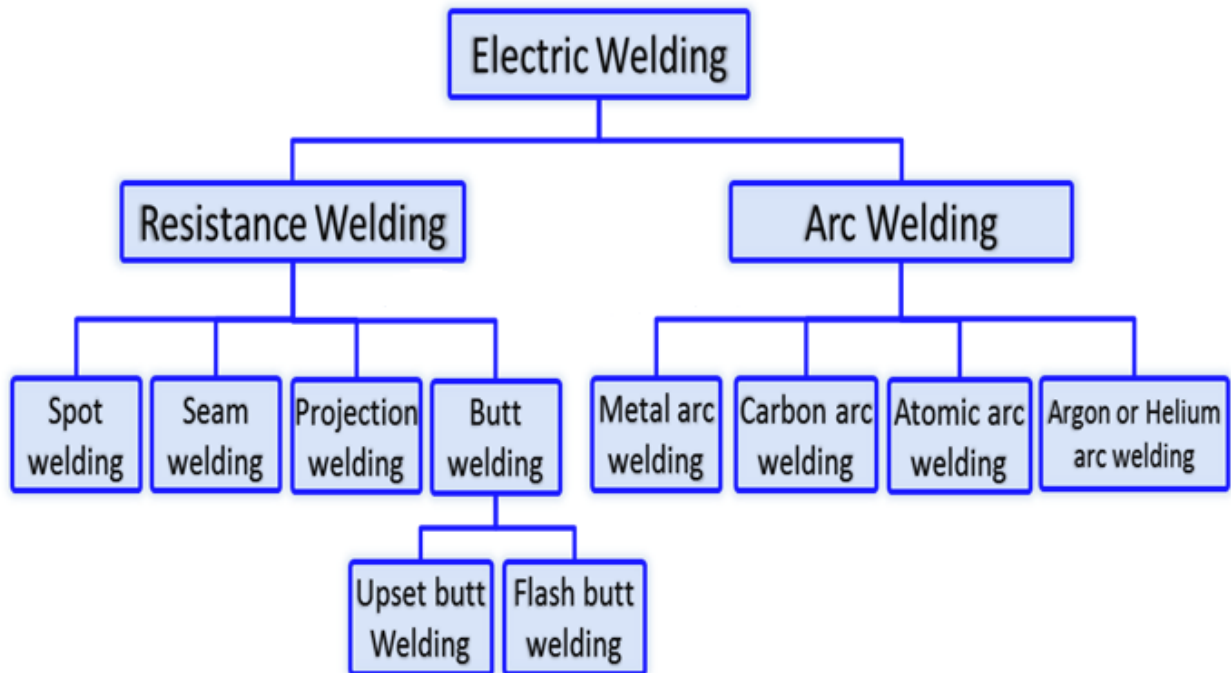 Electric Welding
Resistance Welding
Arc Welding
Spot
welding
Seam
welding
Projection
welding
Butt
welding
Metal arc
welding
Carbon arc
welding
Atomic arc
welding
Argon or Helium
arc welding
Upset butt
Welding
Flash butt
welding